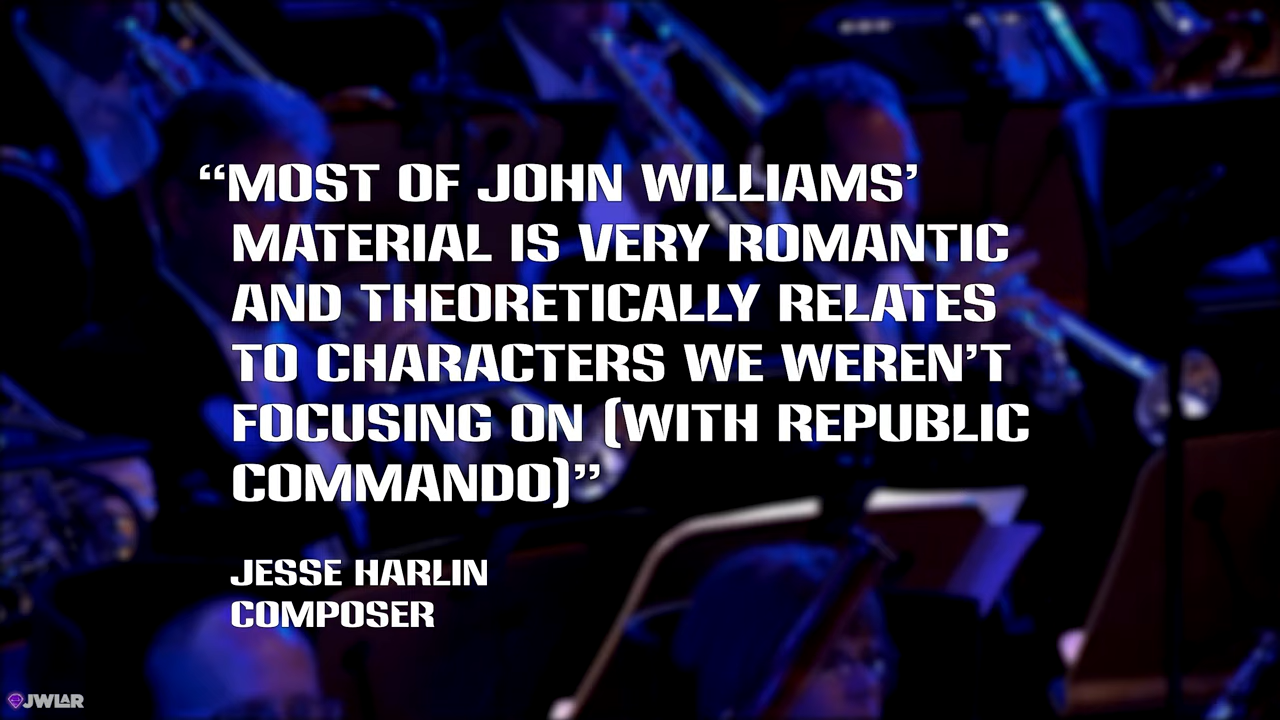 “MOST OF JOHN WILLIAMS’
MATERIAL IS VERY ROMANTIC
AND THEORETICALLY RELATES
TO CHARACTERS WE WEREN’T
FOCUSING ON (WITH REPUBLIC
COMMANDO)”
JESSE HARLIN
COMPOSER
JWLAR